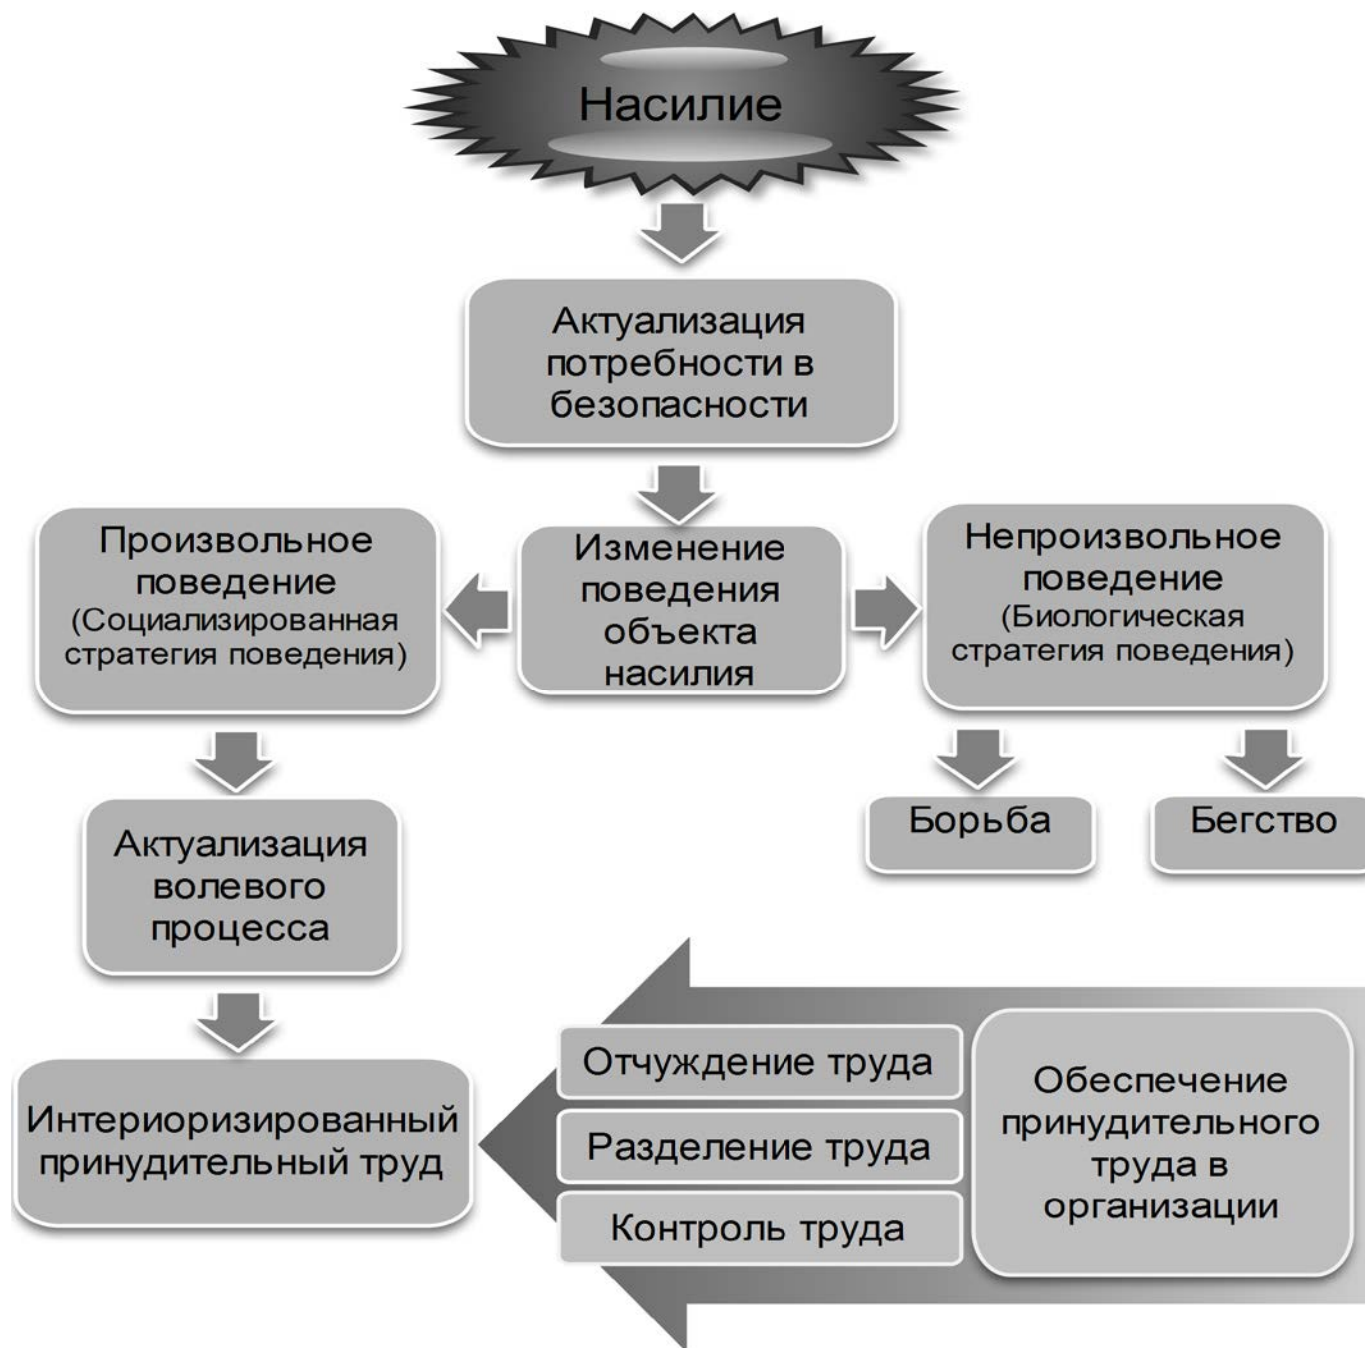 Насилие
Актуализация
потребности в
безопасности
Произвольное
поведение
(Социализированная
стратегия поведения)
Изменение
поведения
объекта
насилия
Непроизвольное
поведение
(Биологическая
стратегия поведения)
Актуализация
волевого
процесса
Борьба
Бегство
Интериоризированный
принудительный труд
Отчуждение труда
Разделение труда
Контроль труда
Обеспечение
принудительного
труда в
организации